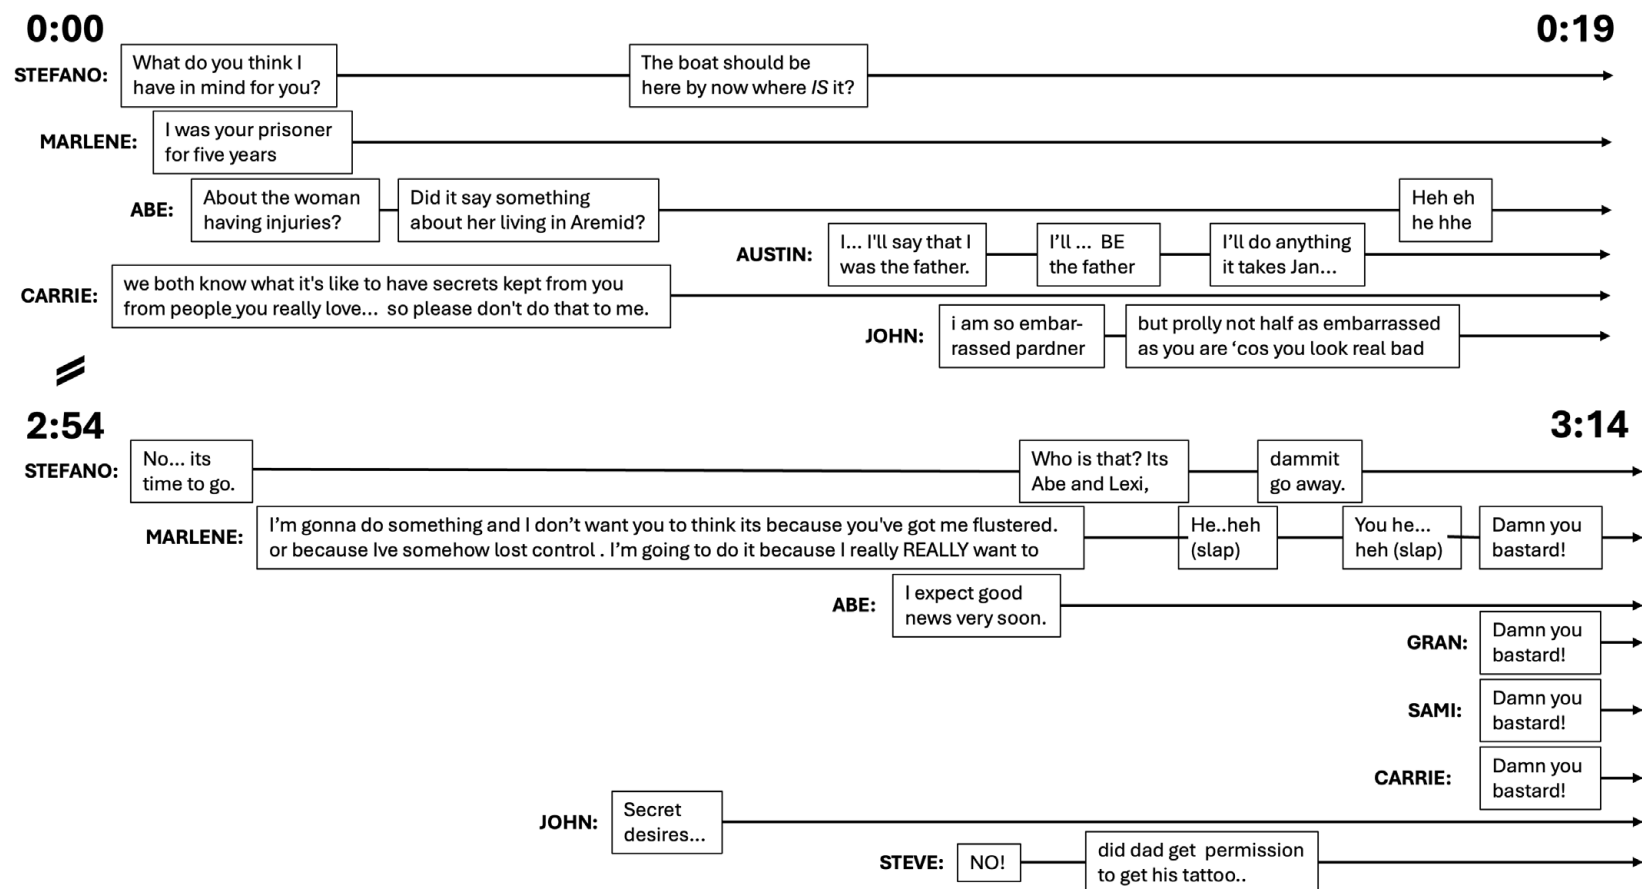 0:00
0:19
STEFANO:
What do you think I
have in mind for you?
The boat should be
here by now where IS it?
MARLENE:
I was your prisoner
for five years
ABE:
About the woman
having injuries?
Did it say something
about her living in Aremid?
Heh eh
he hhe
AUSTIN:
I... I'll say that I
was the father.
I’ll ... BE
the father
I’ll do anything
it takes Jan...
CARRIE:
we both know what it's like to have secrets kept from you
from people you really love... so please don't do that to me.
JOHN:
i am so embar-
rassed pardner
but prolly not half as embarrassed
as you are ‘cos you look real bad
2:54
3:14
STEFANO:
No... its
time to go.
Who is that? Its
Abe and Lexi,
dammit
go away.
MARLENE:
I’m gonna do something and I don’t want you to think its because you've got me flustered.
or because Ive somehow lost control . I’m going to do it because I really REALLY want to
He..heh
(slap)
You he...
heh (slap)
Damn you
bastard!
ABE:
I expect good
news very soon.
GRAN:
Damn you
bastard!
SAMI:
Damn you
bastard!
CARRIE:
Damn you
bastard!
JOHN:
Secret
desires...
STEVE:
NO!
did dad get permission
to get his tattoo..